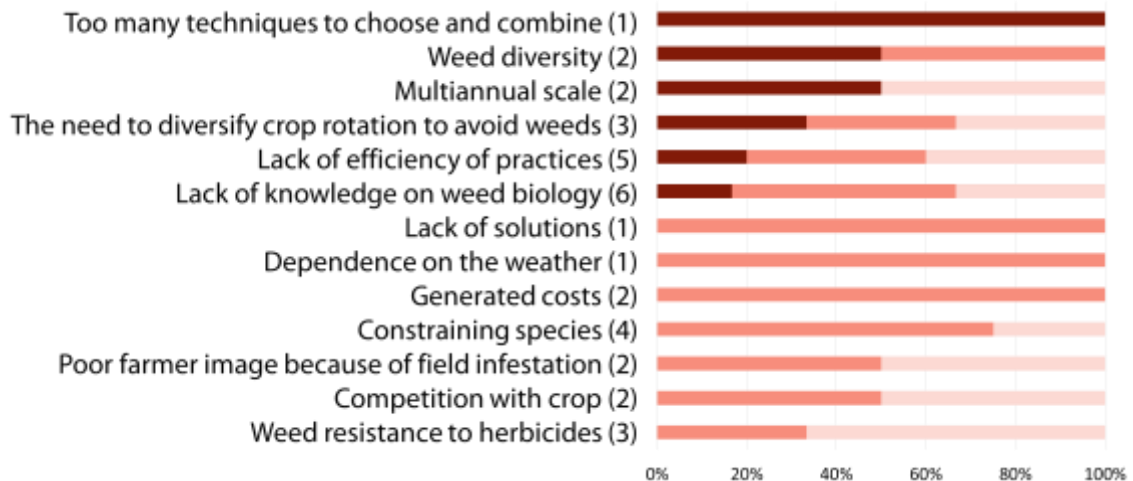 Too many techniques to choose and combine (1)
Weed diversity (2)
Multiannual scale (2)
The need to diversify crop rotation to avoid weeds (3)
Lack of efficiency of practices (5)
Lack of knowledge on weed biology (6)
Lack of solutions (1)
Dependence on the weather (1)
Generated costs (2)
Constraining species (4)
Poor farmer image because of field infestation (2)
Competition with crop (2)
Weed resistance to herbicides (3)
0% 20% 40% 60% 80% 100%